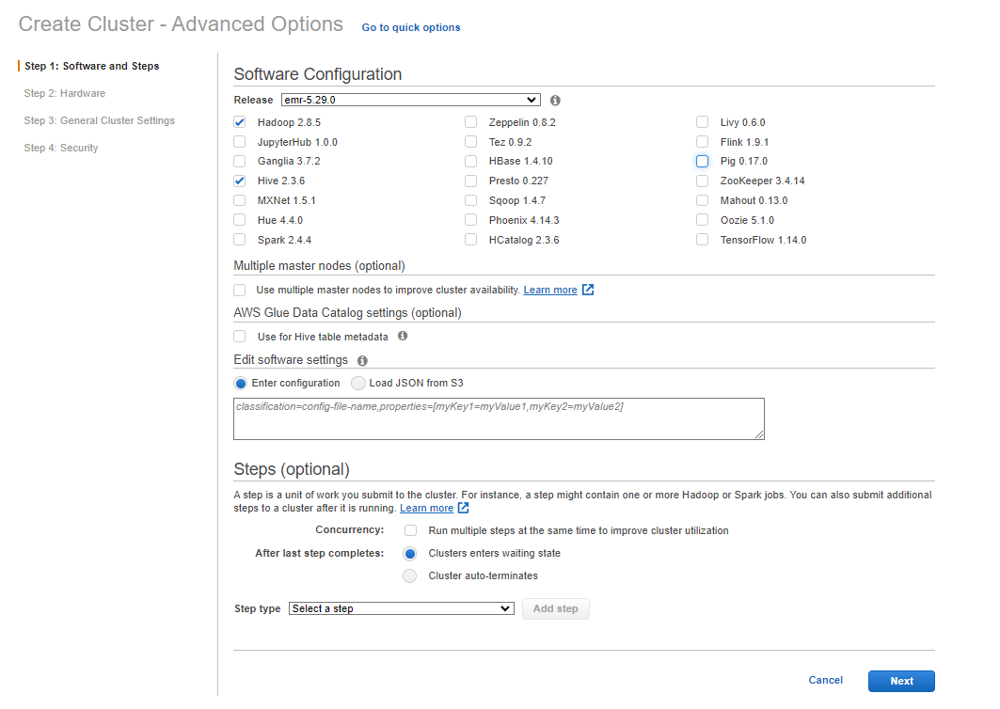 Create Cluster - Advanced Options Go to quick options
Step 1: Software and Steps
Step 2: Hardware
Step 3: General Cluster Settings
Step 4: Security
Software Configuration
Release emr-5.29.0
Hadoop 2.8.5 Zeppelin 0.8.2 Livy 0.6.0
JupyterHub 1.0.0 Tez 0.9.2 Flink 1.9.1
Ganglia 3.7.2 HBase 1.4.10 Pig 0.17.0
Hive 2.3.6 Presto 0.227 ZooKeeper 3.4.14
MXNet 1.5.1 Sqoop 1.4.7 Mahout 0.13.0
Hue 4.4.0 Phoenix 4.14.3 Oozie 5.1.0
Spark 2.4.4 HCatalog 2.3.6 TensorFlow 1.14.0
Multiple master nodes (optional)
Use multiple master nodes to improve cluster availability. Learn more
AWS Glue Data Catalog settings (optional)
Use for Hive table metadata
Edit software settings
Enter configuration Load JSON from S3
classification=config-file-name,properties=[myKey1=myValue1,myKey2=myValue2]
Steps (optional)
A step is a unit of work you submit to the cluster. For instance, a step might contain one or more Hadoop or Spark jobs. You can also submit additional
steps to a cluster after it is running. Learn more
Concurrency: Run multiple steps at the same time to improve cluster utilization
After last step completes: Clusters enters waiting state
Cluster auto-terminates
Step type Select a step Add step
Cancel Next